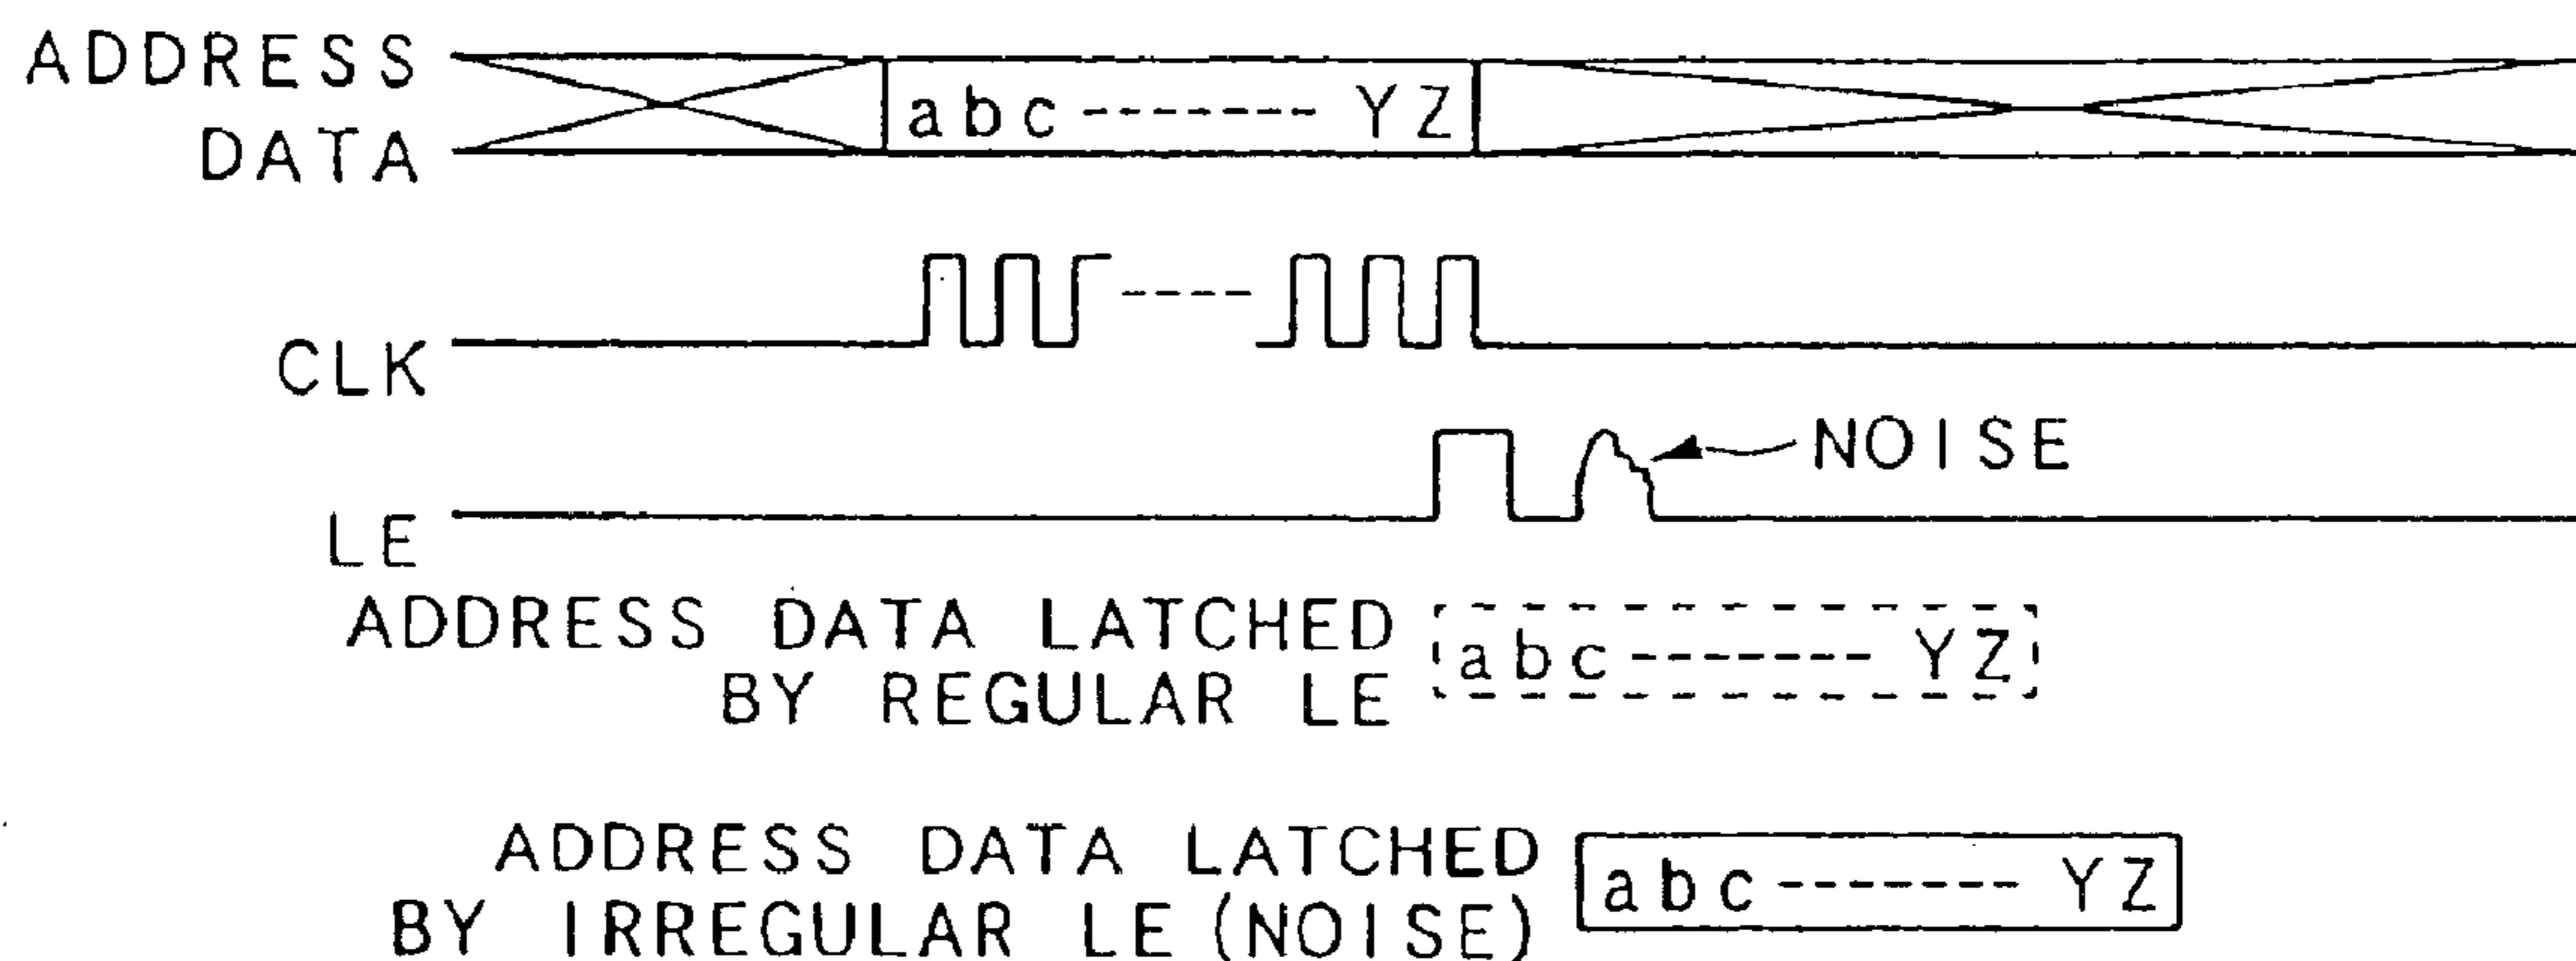 ADDRESS
DATA
abc------- YZ
CLK
----
NOISE
LE
ADDRESS DATA LATCHED
BY REGULAR LE
abc------- YZ
ADDRESS DATA LATCHED
BY IRREGULAR LE (NOISE)
abc------- YZ